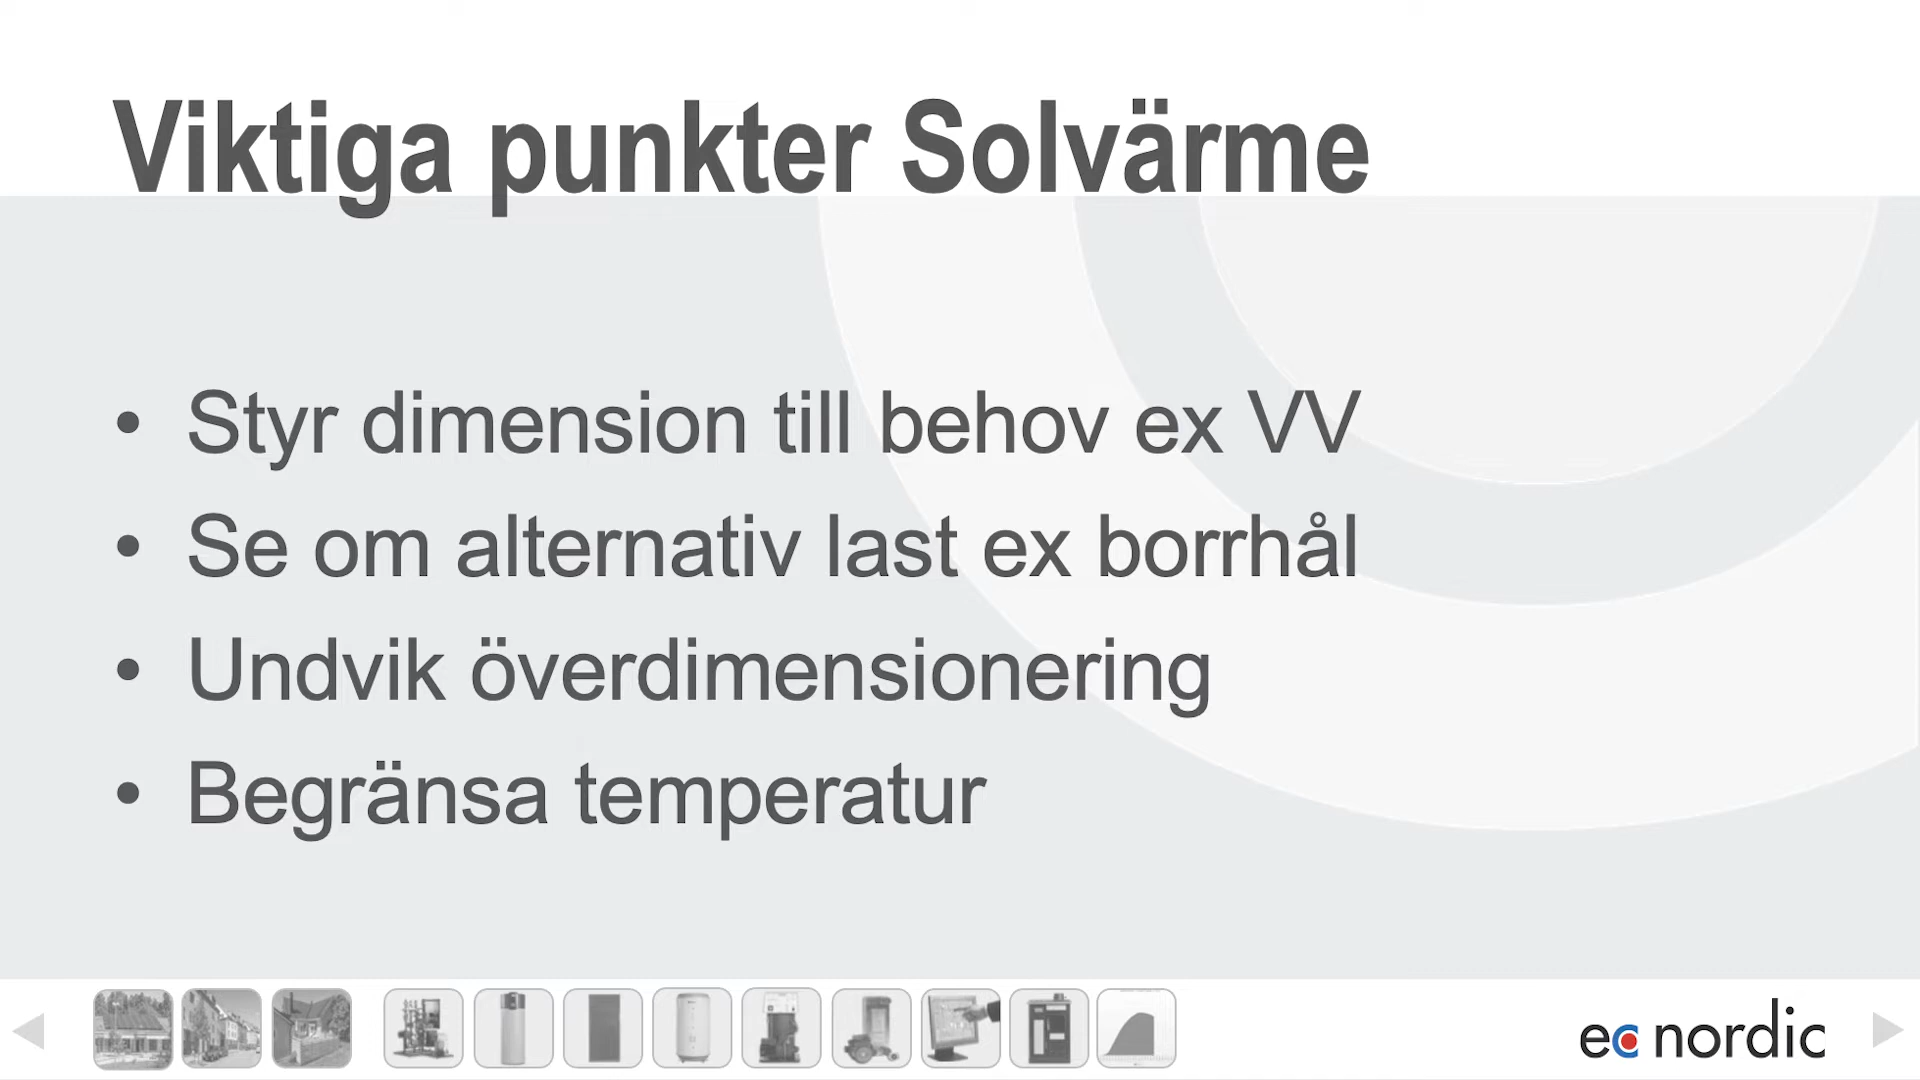 Viktiga punkter Solvärme
• Styr dimension till behov ex VV
• Se om alternativ last ex borrhål
• Undvik överdimensionering
• Begränsa temperatur
ec nordic